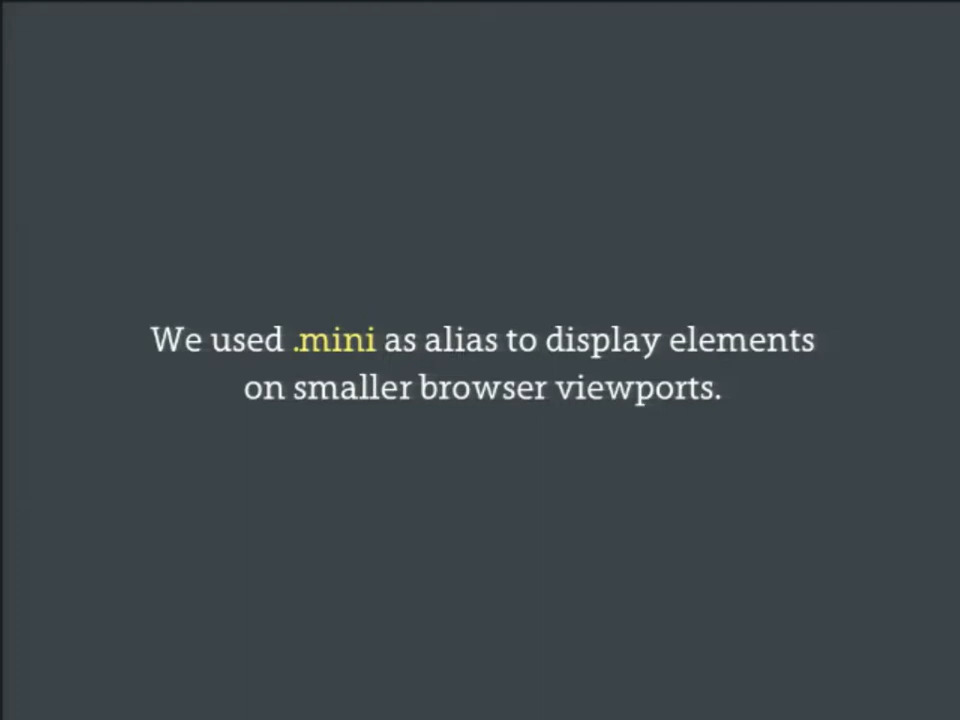 We used .mini as alias to display elements
on smaller browser viewports.